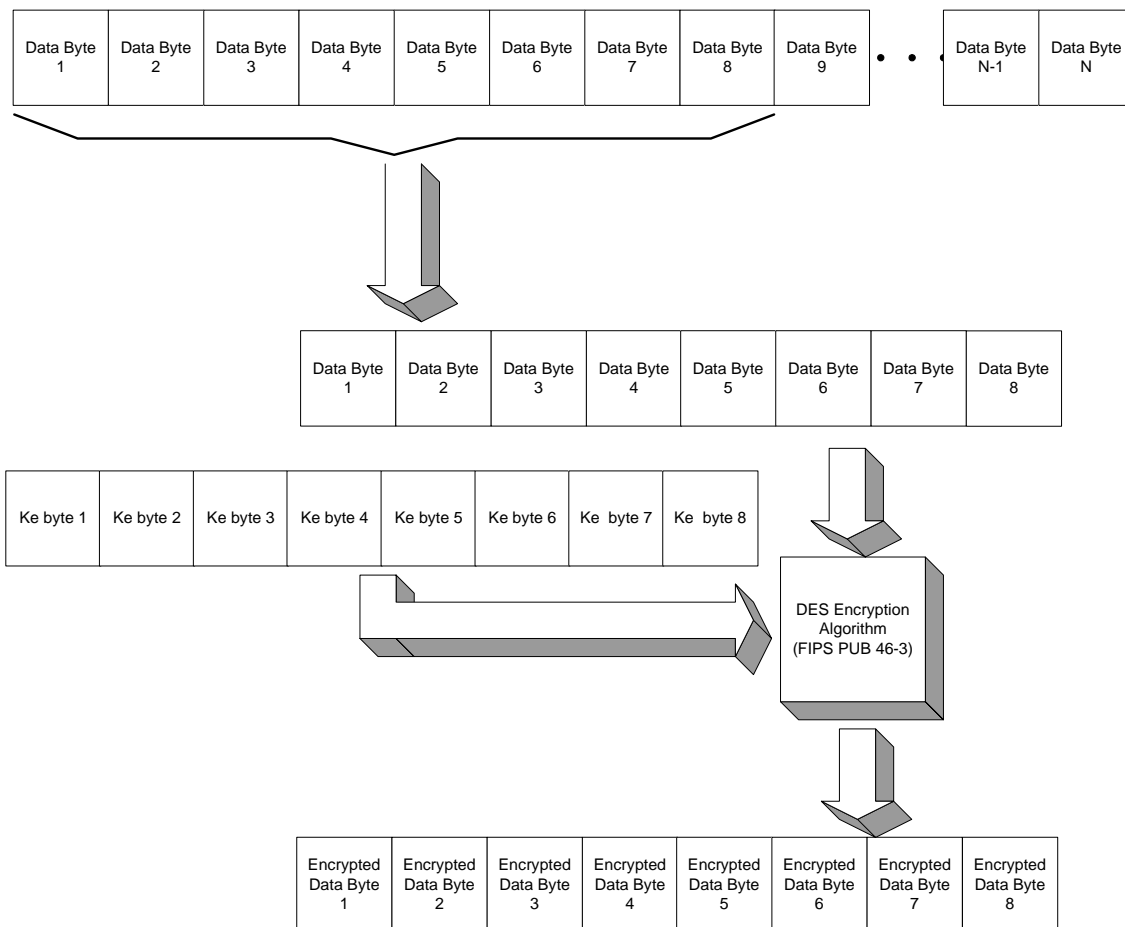 Data Byte
1
Data Byte
2
Data Byte
3
Data Byte
4
Data Byte
5
Data Byte
6
Data Byte
7
Data Byte
8
Data Byte
9
• • •
Data Byte
N-1
Data Byte
N
Data Byte
1
Data Byte
2
Data Byte
3
Data Byte
4
Data Byte
5
Data Byte
6
Data Byte
7
Data Byte
8
Ke byte 1
Ke byte 2
Ke byte 3
Ke byte 4
Ke byte 5
Ke byte 6
Ke byte 7
Ke byte 8
DES Encryption
Algorithm
(FIPS PUB 46-3)
Encrypted
Data Byte
1
Encrypted
Data Byte
2
Encrypted
Data Byte
3
Encrypted
Data Byte
4
Encrypted
Data Byte
5
Encrypted
Data Byte
6
Encrypted
Data Byte
7
Encrypted
Data Byte
8